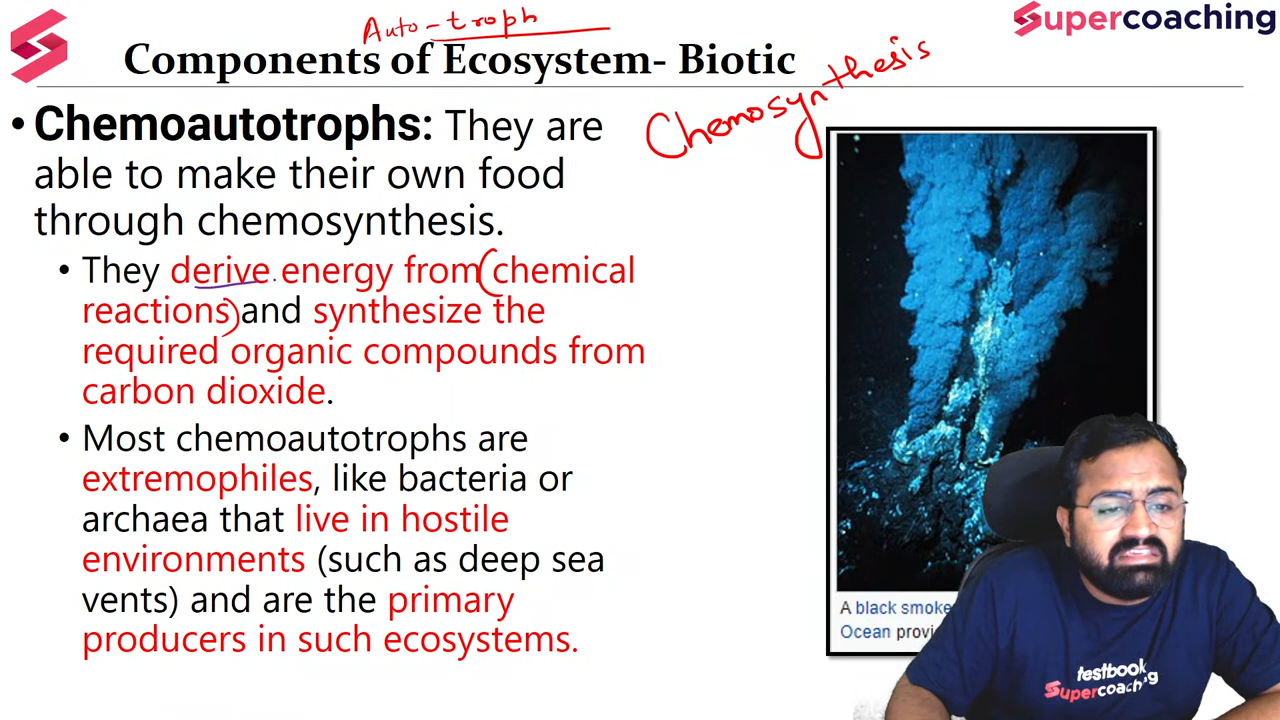 Auto-troph
Supercoaching
Components of Ecosystem- Biotic
Chemosynthesis
• Chemoautotrophs: They are
able to make their own food
through chemosynthesis.
• They derive energy from (chemical
reactions) and synthesize the
required organic compounds from
carbon dioxide.
• Most chemoautotrophs are
extremophiles, like bacteria or
archaea that live in hostile
environments (such as deep sea
vents) and are the primary
producers in such ecosystems.
A black smoke
Ocean provi
testbook
Supercoaching